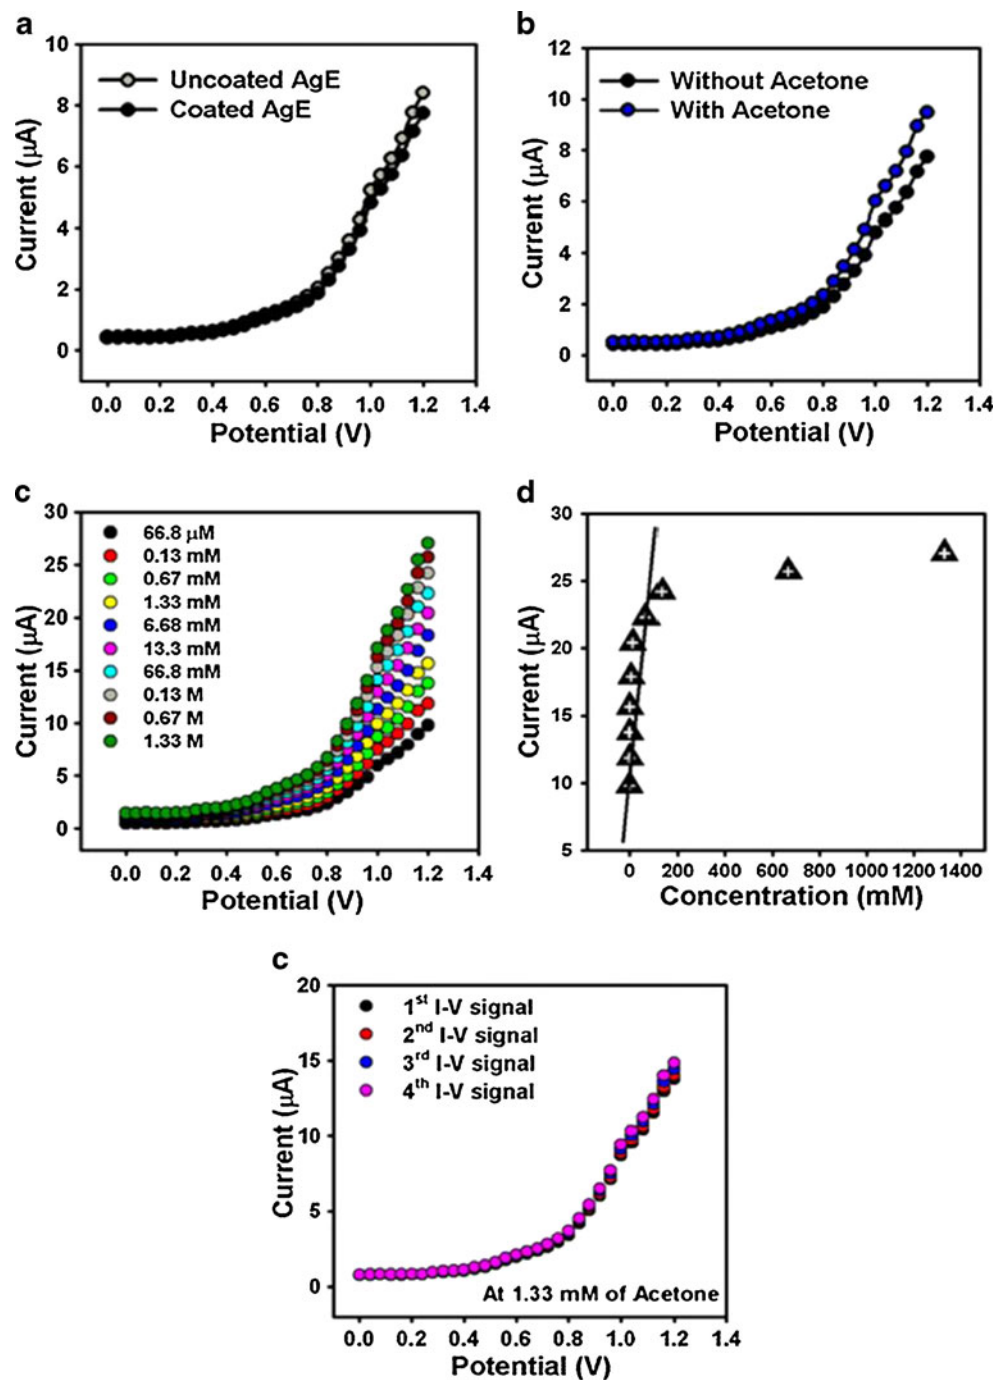 a
10
8
6
4
2
0
Current (μA)
Uncoated AgE
Coated AgE
0.0 0.2 0.4 0.6 0.8 1.0 1.2 1.4
Potential (V)
b
12
10
8
6
4
2
0
Current (μA)
Without Acetone
With Acetone
0.0 0.2 0.4 0.6 0.8 1.0 1.2 1.4
Potential (V)
c
30
25
20
15
10
5
0
Current (μA)
66.8 μM
0.13 mM
0.67 mM
1.33 mM
6.68 mM
13.3 mM
66.8 mM
0.13 M
0.67 M
1.33 M
0.0 0.2 0.4 0.6 0.8 1.0 1.2 1.4
Potential (V)
d
30
25
20
15
10
5
Current (μA)
0 200 400 600 800 1000 1200 1400
Concentration (mM)
c
20
15
10
5
0
Current (μA)
1st I-V signal
2nd I-V signal
3rd I-V signal
4th I-V signal
At 1.33 mM of Acetone
0.0 0.2 0.4 0.6 0.8 1.0 1.2 1.4
Potential (V)